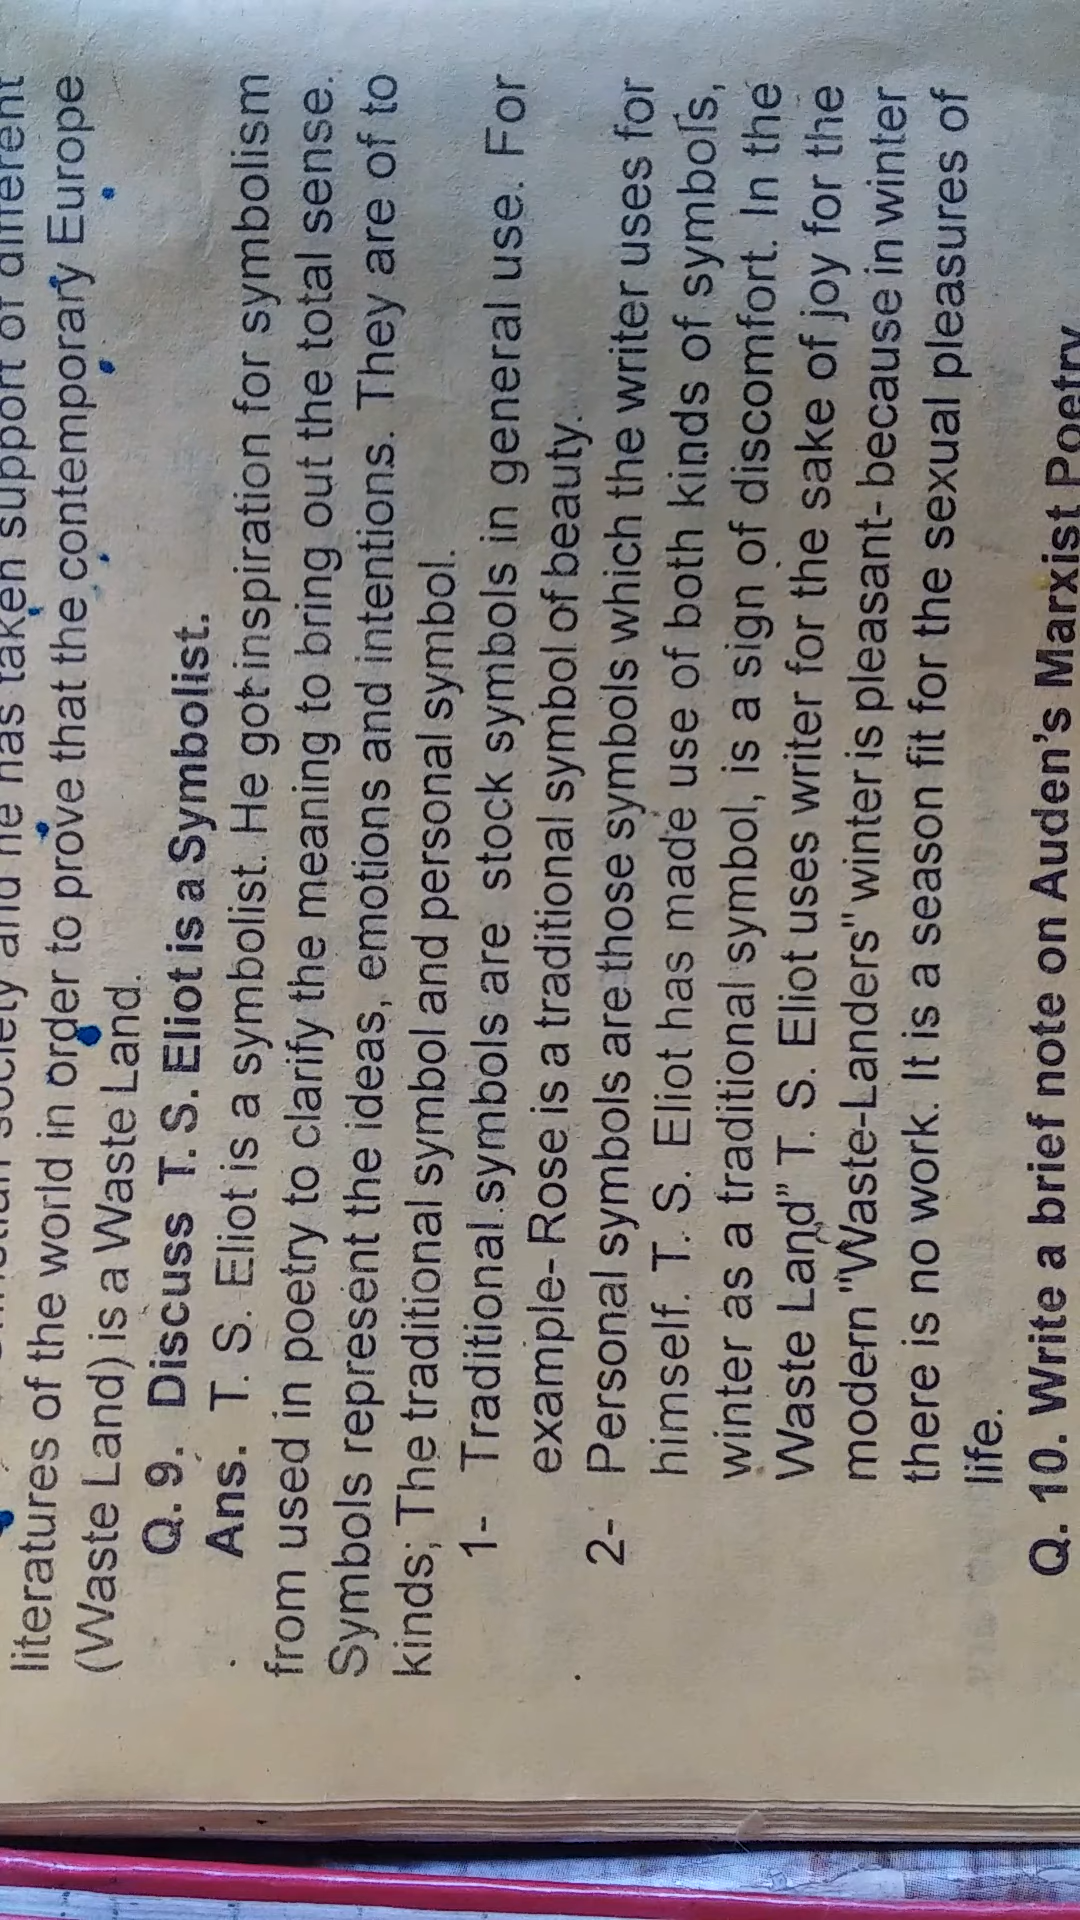 literatures of the world in order to prove that the contemporary Europe
(Waste Land) is a Waste Land.
Q. 9. Discuss T. S. Eliot is a Symbolist.
Ans. T. S. Eliot is a symbolist. He got inspiration for symbolism
from used in poetry to clarify the meaning to bring out the total sense.
Symbols represent the ideas, emotions and intentions. They are of to
kinds; The traditional symbol and personal symbol.
1- Traditional symbols are stock symbols in general use. For
example- Rose is a traditional symbol of beauty.
2- Personal symbols are those symbols which the writer uses for
himself. T. S. Eliot has made use of both kinds of symbols,
winter as a traditional symbol, is a sign of discomfort. In the
Waste Land" T. S. Eliot uses writer for the sake of joy for the
modern "Waste-Landers" winter is pleasant- because in winter
there is no work. It is a season fit for the sexual pleasures of
life.
Q. 10. Write a brief note on Auden's Marxist Poetry